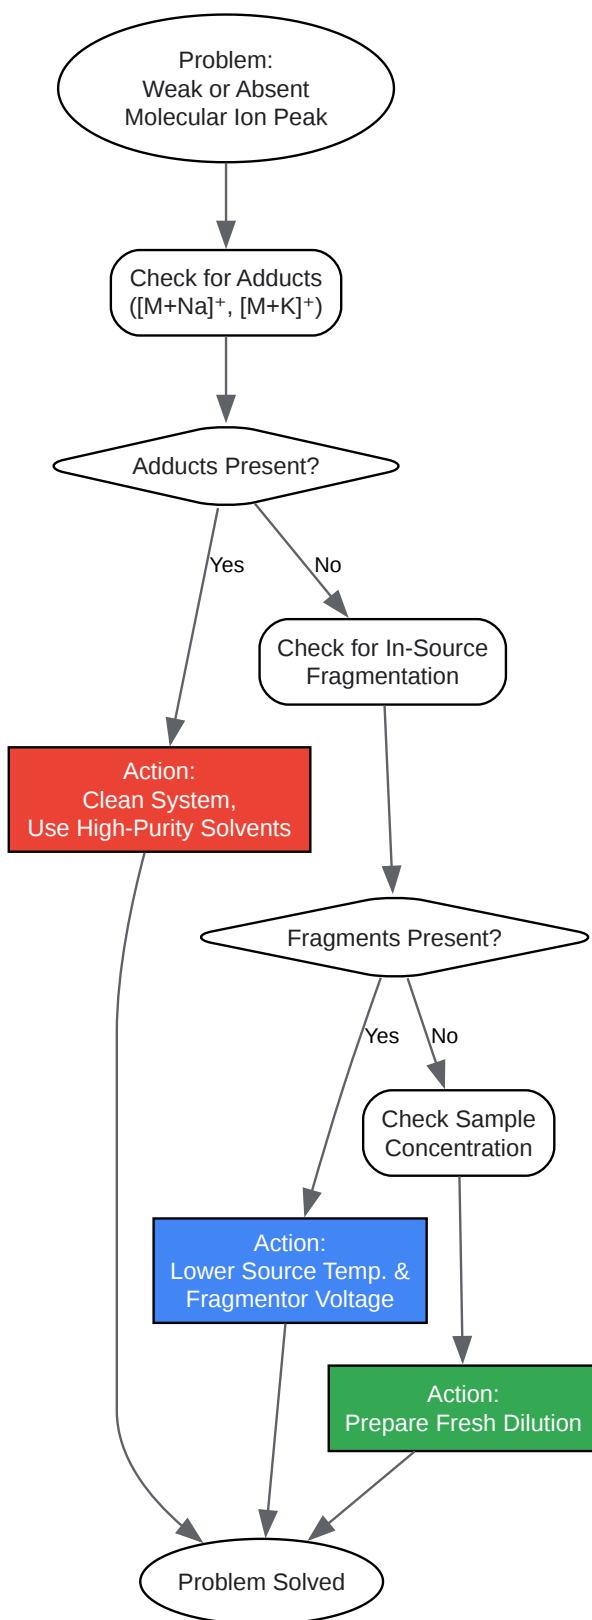 Problem:
Weak or Absent
Molecular Ion Peak
Check for Adducts
([M+Na]⁺, [M+K]⁺)
Adducts Present?
Yes
No
Check for In-Source
Fragmentation
Action:
Clean System,
Use High-Purity Solvents
Fragments Present?
Yes
No
Check Sample
Concentration
Action:
Lower Source Temp. &
Fragmentor Voltage
Action:
Prepare Fresh Dilution
Problem Solved